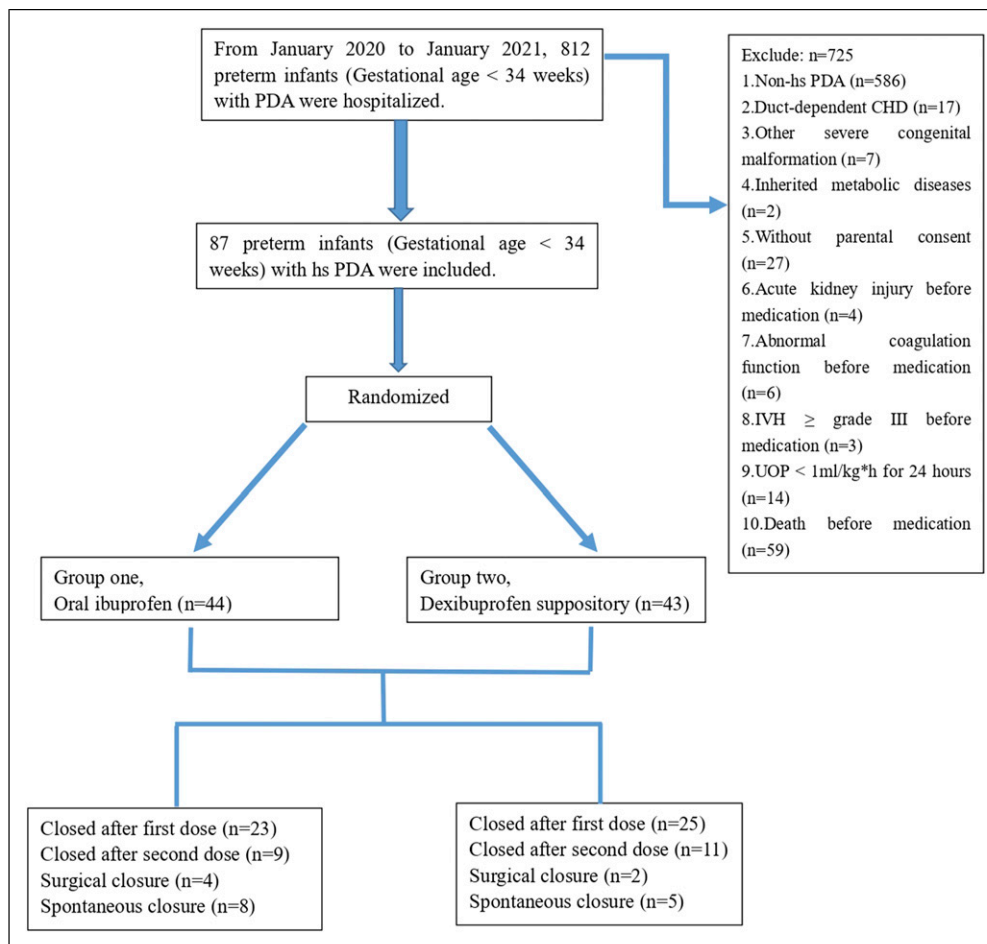 From January 2020 to January 2021, 812
preterm infants (Gestational age < 34 weeks)
with PDA were hospitalized.
Exclude: n=725
1.Non-hs PDA (n=586)
2.Duct-dependent CHD (n=17)
3.Other severe congenital
malformation (n=7)
4.Inherited metabolic diseases
(n=2)
5.Without parental consent
(n=27)
6.Acute kidney injury before
medication (n=4)
7.Abnormal coagulation
function before medication
(n=6)
8.IVH ≥ grade III before
medication (n=3)
9.UOP < 1ml/kg*h for 24 hours
(n=14)
10.Death before medication
(n=59)
87 preterm infants (Gestational age < 34
weeks) with hs PDA were included.
Randomized
Group one,
Oral ibuprofen (n=44)
Group two,
Dexibuprofen suppository (n=43)
Closed after first dose (n=23)
Closed after second dose (n=9)
Surgical closure (n=4)
Spontaneous closure (n=8)
Closed after first dose (n=25)
Closed after second dose (n=11)
Surgical closure (n=2)
Spontaneous closure (n=5)